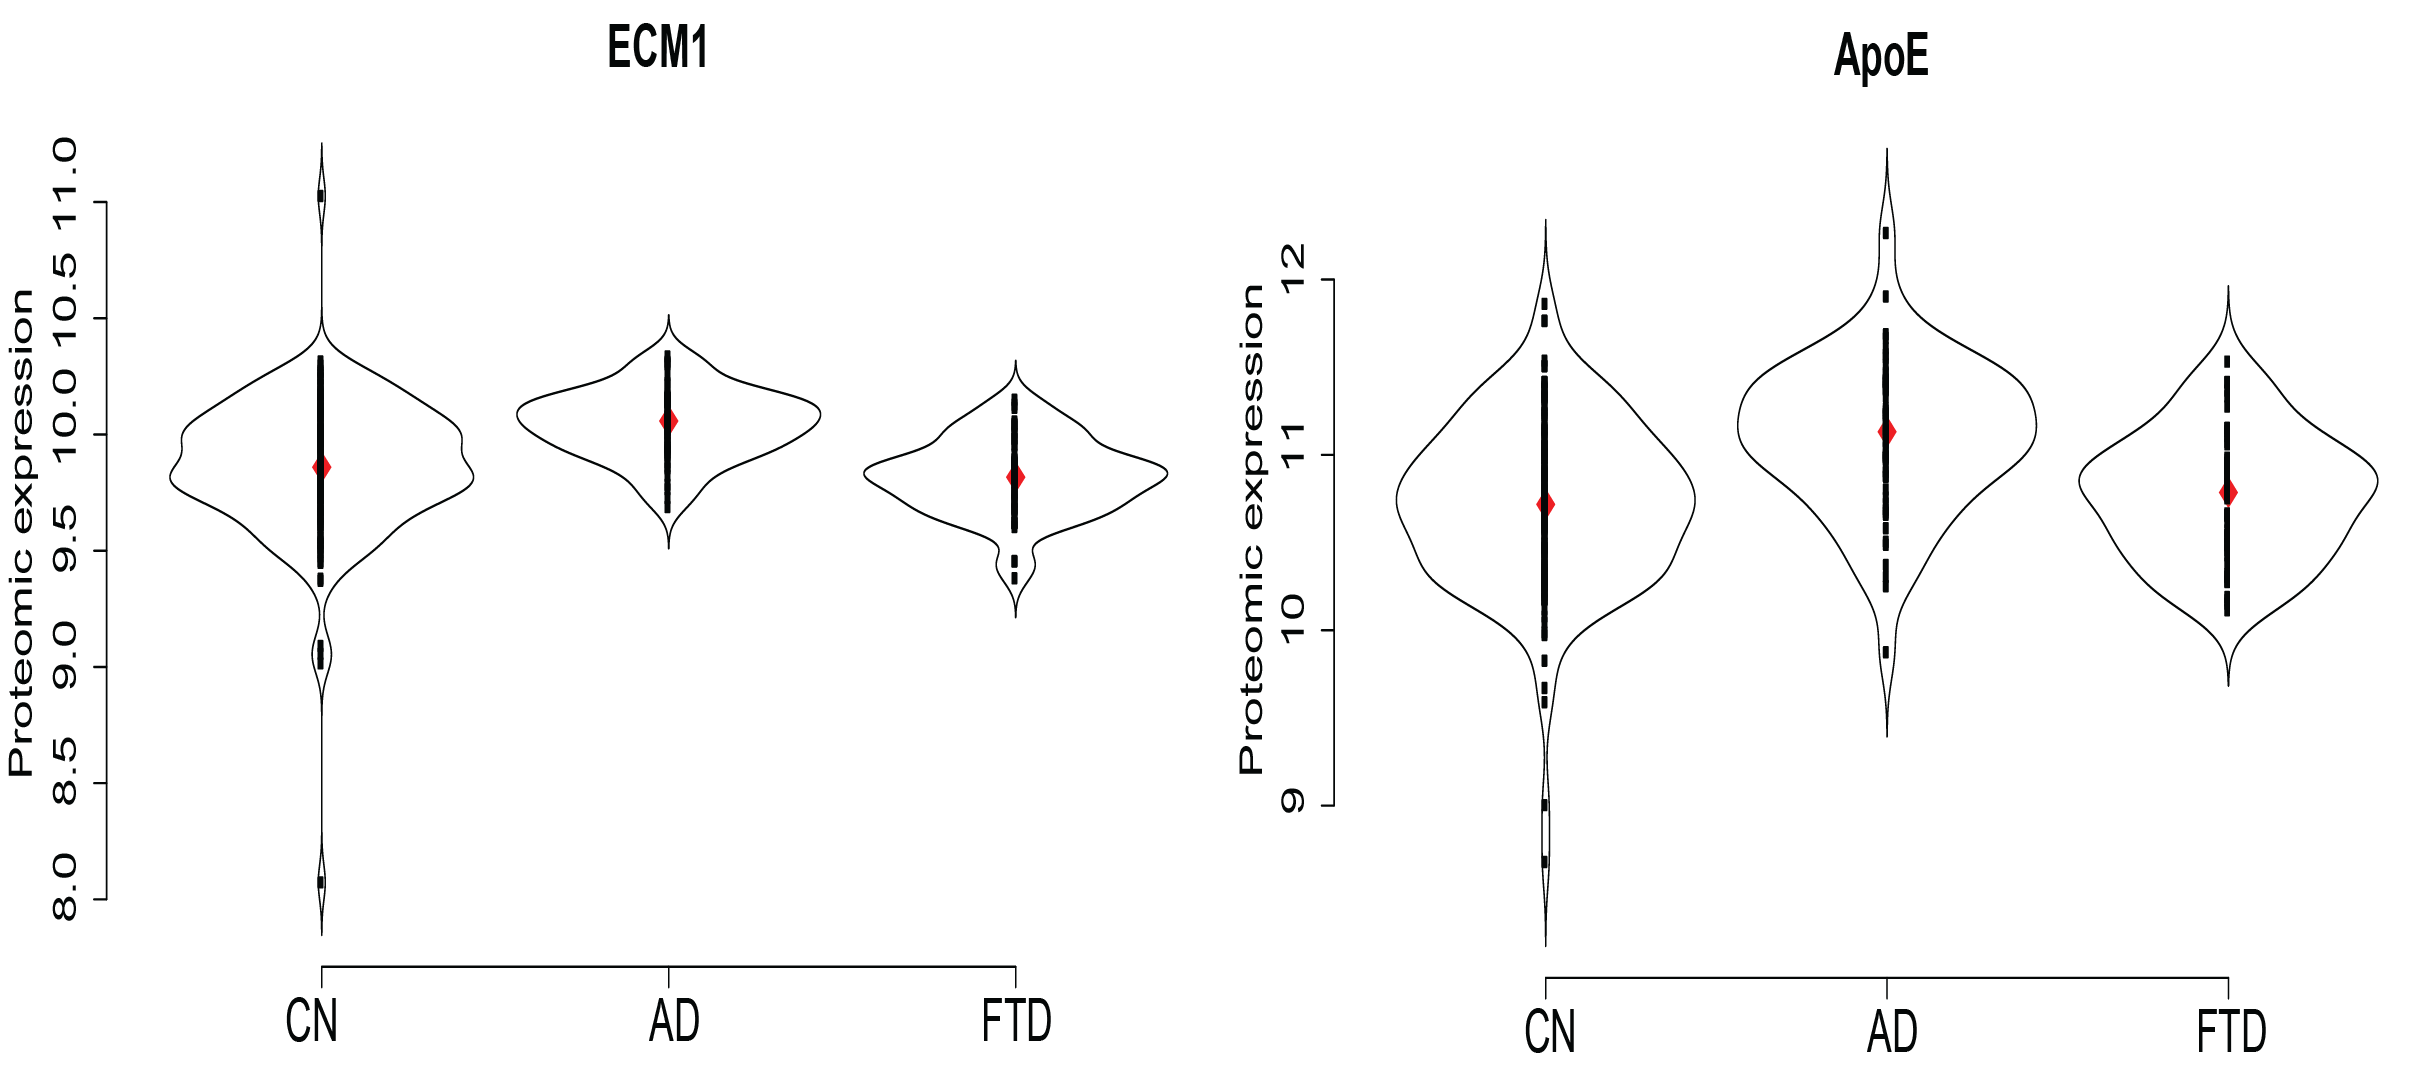 ECM1
Proteomic expression
11.0
10.5
10.0
9.5
9.0
8.5
8.0
CN
AD
FTD
ApoE
Proteomic expression
12
11
10
9
CN
AD
FTD